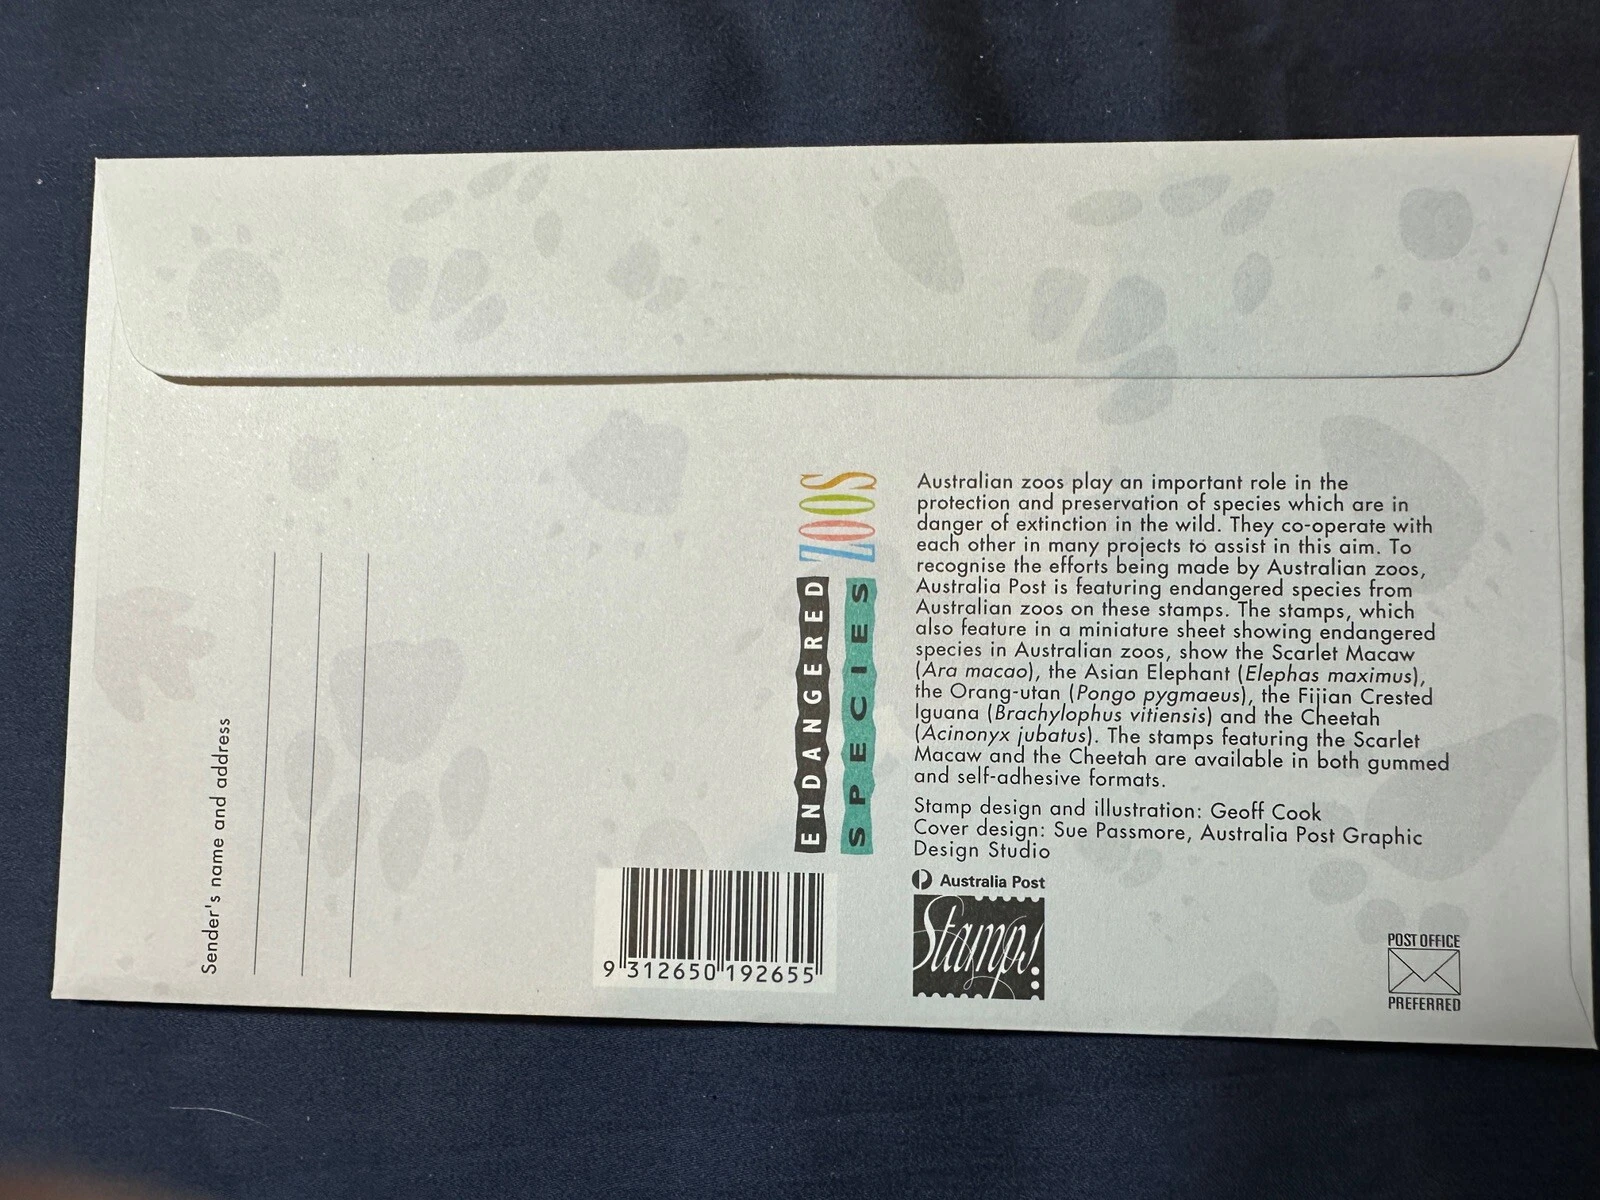 Sender's name and address
ENDANGERED
SPECIES
ZOOS
Australian zoos play an important role in the
protection and preservation of species which are in
danger of extinction in the wild. They co-operate with
each other in many projects to assist in this aim. To
recognise the efforts being made by Australian zoos,
Australia Post is featuring endangered species from
Australian zoos on these stamps. The stamps, which
also feature in a miniature sheet showing endangered
species in Australian zoos, show the Scarlet Macaw
(Ara macao), the Asian Elephant (Elephas maximus),
the Orang-utan (Pongo pygmaeus), the Fijian Crested
Iguana (Brachylophus vitiensis) and the Cheetah
(Acinonyx jubatus). The stamps featuring the Scarlet
Macaw and the Cheetah are available in both gummed
and self-adhesive formats.
Stamp design and illustration: Geoff Cook
Cover design: Sue Passmore, Australia Post Graphic
Design Studio
Australia Post
Stamps.
9 312650 192655
POST OFFICE
PREFERRED